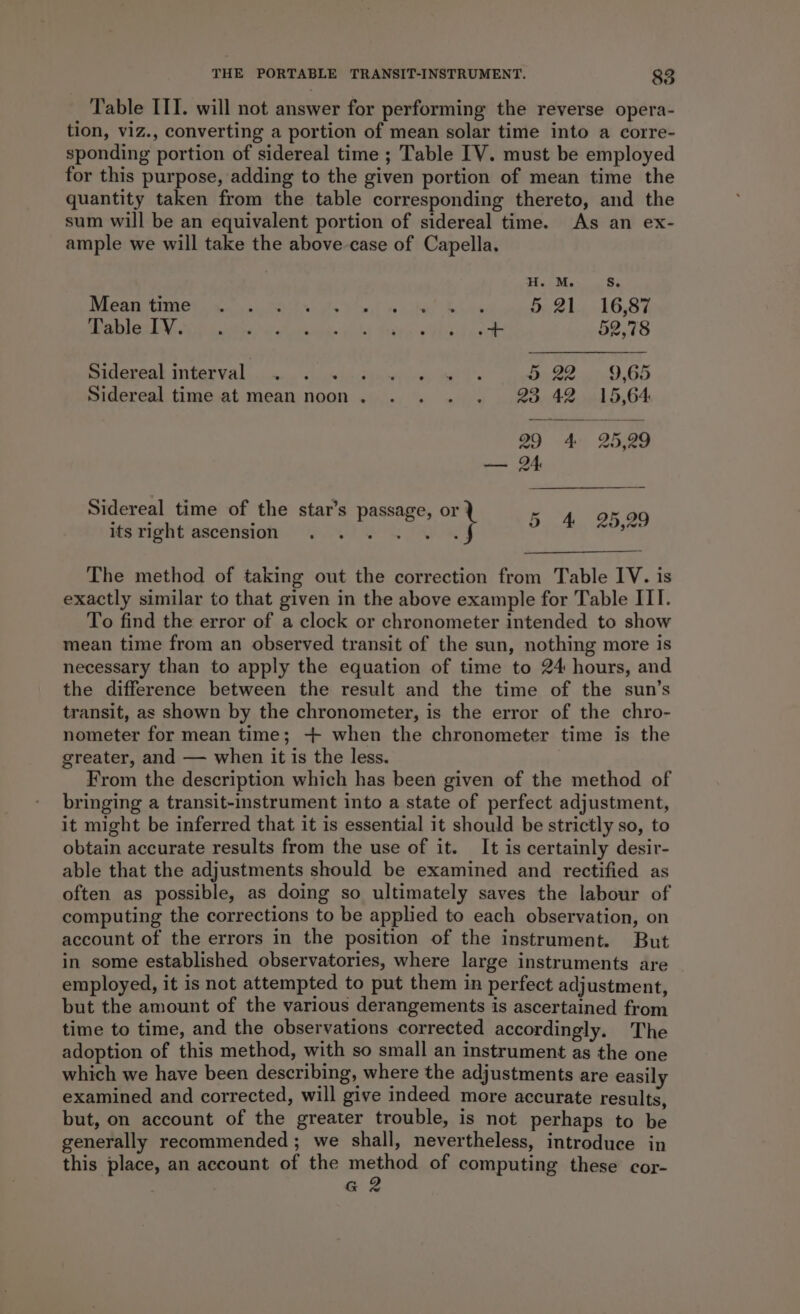 THE PORTABLE TRANSIT-INSTRUMENT. 83
Table III. will not answer for performing the reverse opera-
tion, viz., converting a portion of mean solar time into a corre-
sponding portion of sidereal time; Table IV. must be employed
for this purpose, adding to the given portion of mean time the
quantity taken from the table corresponding thereto, and the
sum will be an equivalent portion of sidereal time. As an ex-
ample we will take the above case of Capella.
H. M. S.
Mean time . . . . . . . . . . 5 21 16,87
Table IV. . . . . . . . . . .+ 52,78
Sidereal interval . . . . . . . . 5 22 9,65
Sidereal time at mean noon . . . . . 23 42 15,64
29 4 25,29
— 24
Sidereal time of the star's passage, or } 5 4 25,29
its right ascension . . . . . . }
The method of taking out the correction from Table IV. is
exactly similar to that given in the above example for Table III.
To find the error of a clock or chronometer intended to show
mean time from an observed transit of the sun, nothing more is
necessary than to apply the equation of time to 24 hours, and
the difference between the result and the time of the sun's
transit, as shown by the chronometer, is the error of the chro-
nometer for mean time; + when the chronometer time is the
greater, and — when it is the less.
From the description which has been given of the method of
bringing a transit-instrument into a state of perfect adjustment,
it might be inferred that it is essential it should be strictly so, to
obtain accurate results from the use of it. It is certainly desir-
able that the adjustments should be examined and rectified as
often as possible, as doing so ultimately saves the labour of
computing the corrections to be applied to each observation, on
account of the errors in the position of the instrument. But
in some established observatories, where large instruments are
employed, it is not attempted to put them in perfect adjustment,
but the amount of the various derangements is ascertained from
time to time, and the observations corrected accordingly. The
adoption of this method, with so small an instrument as the one
which we have been describing, where the adjustments are easily
examined and corrected, will give indeed more accurate results,
but, on account of the greater trouble, is not perhaps to be
generally recommended; we shall, nevertheless, introduce in
this place, an account of the method of computing these cor-
G 2